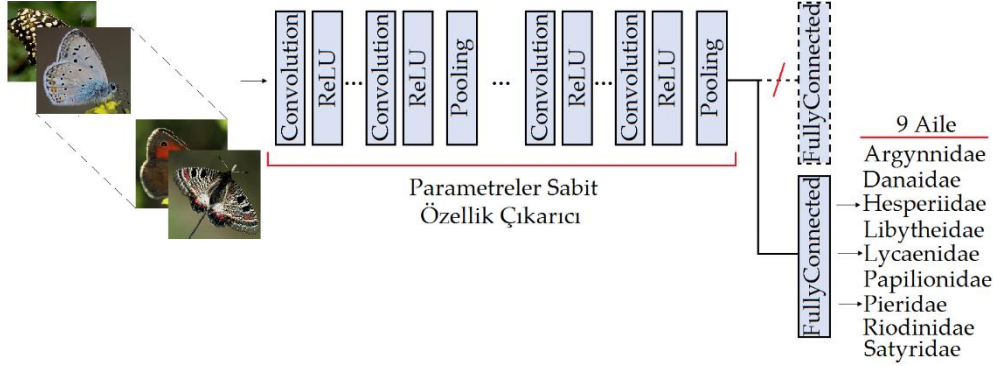 Convolution
ReLU
...
Convolution
ReLU
Pooling
...
Convolution
ReLU
...
Convolution
ReLU
Pooling
FullyConnected
Parametreler Sabit
Özellik Çıkarıcı
FullyConnected
9 Aile
Argynnidae
Danaidae
Hesperiidae
Libytheidae
Lycaenidae
Papilionidae
Pieridae
Riodinidae
Satyridae